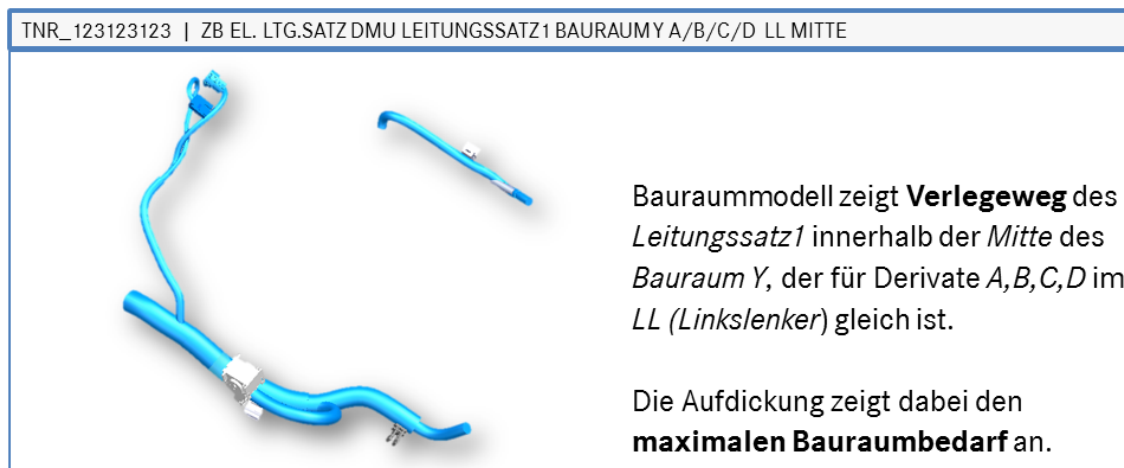 TNR_123123123 | ZB EL. LTG.SATZ DMU LEITUNGSSATZ1 BAURAUM Y A/B/C/D LL MITTE
Bauraummodell zeigt Verlegeweg des
Leitungssatz1 innerhalb der Mitte des
Bauraum Y, der für Derivate A,B,C,D im
LL (Linkslenker) gleich ist.
Die Aufdickung zeigt dabei den
maximalen Bauraumbedarf an.